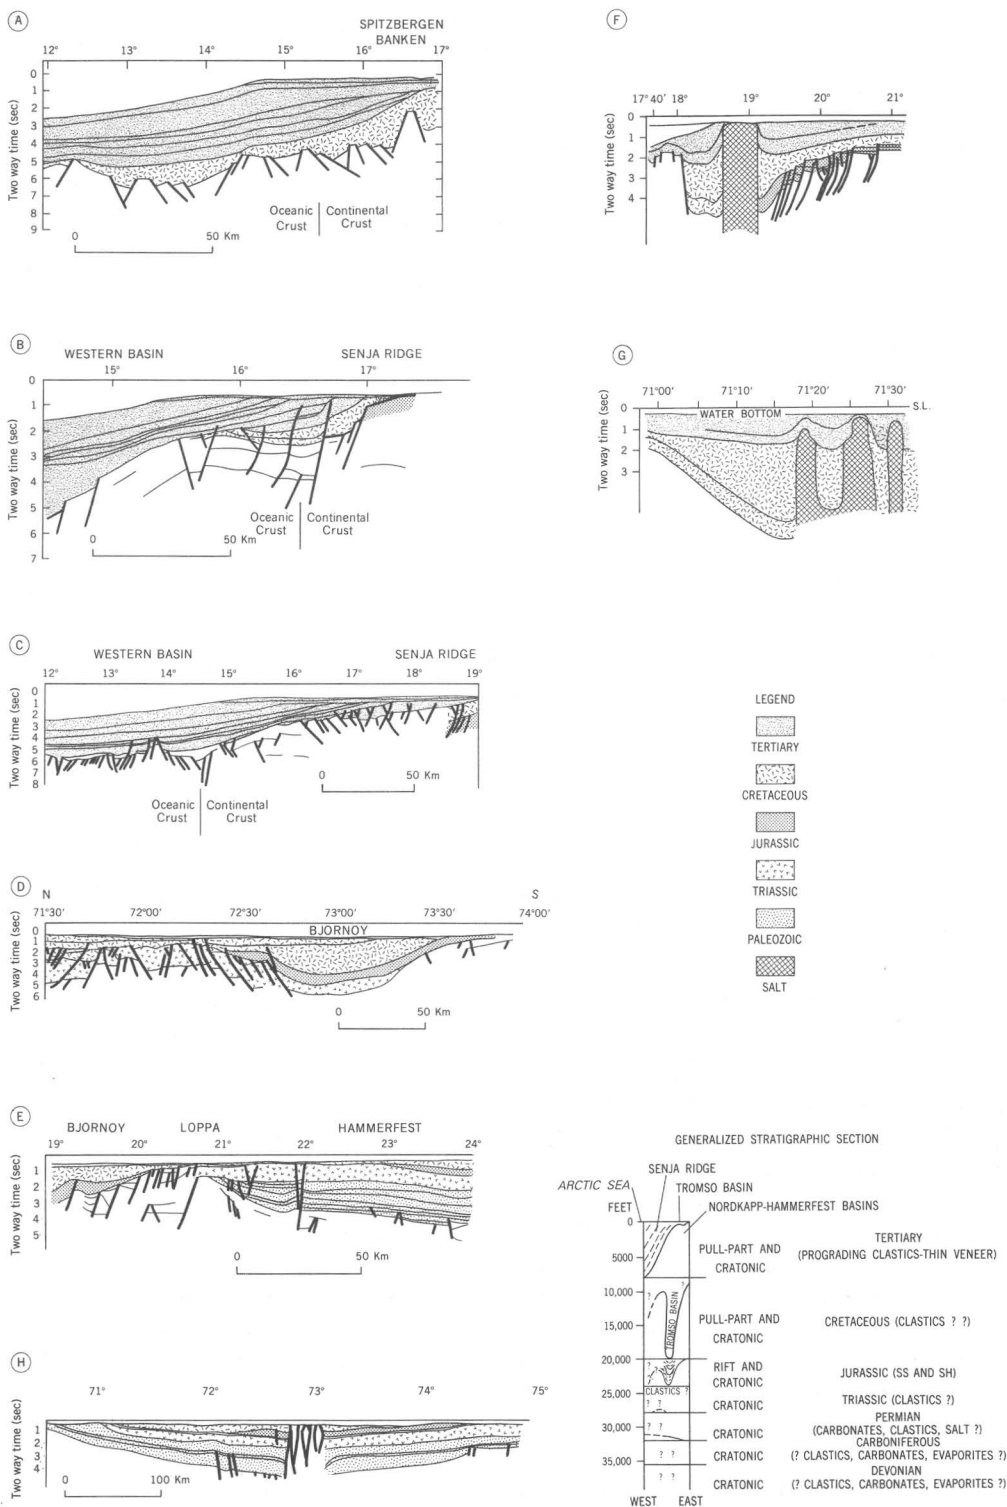 A
SPITZBERGEN
BANKEN
12° 13° 14° 15° 16° 17°
Two way time (sec)
0
1
2
3
4
5
6
7
8
9
Oceanic Continental
Crust Crust
0 50 Km
B
WESTERN BASIN SENJA RIDGE
15° 16° 17°
Two way time (sec)
0
1
2
3
4
5
6
7
Oceanic Continental
Crust Crust
0 50 Km
C
WESTERN BASIN SENJA RIDGE
12° 13° 14° 15° 16° 17° 18° 19°
Two way time (sec)
0
1
2
3
4
5
6
7
8
0 50 Km
Oceanic Continental
Crust Crust
D
N S
71°30' 72°00' 72°30' 73°00' 73°30' 74°00'
BJORNOY
Two way time (sec)
0
1
2
3
4
5
6
0 50 Km
E
BJORNOY LOPPA HAMMERFEST
19° 20° 21° 22° 23° 24°
Two way time (sec)
1
2
3
4
5
0 50 Km
H
71° 72° 73° 74° 75°
Two way time (sec)
1
2
3
4
0 100 Km
F
17°40' 18° 19° 20° 21°
Two way time (sec)
0
1
2
3
4
G
71°00' 71°10' 71°20' 71°30'
S.L.
WATER BOTTOM
Two way time (sec)
0
1
2
3
LEGEND
TERTIARY
CRETACEOUS
JURASSIC
TRIASSIC
PALEOZOIC
SALT
GENERALIZED STRATIGRAPHIC SECTION
SENJA RIDGE
ARCTIC SEA TROMSO BASIN
FEET NORDKAPP-HAMMERFEST BASINS
0
TERTIARY
5000 PULL-PART AND (PROGRADING CLASTICS-THIN VENEER)
CRATONIC
10,000 ? ?
TROMSO BASIN
15,000 PULL-PART AND CRETACEOUS (CLASTICS ? ?)
CRATONIC
20,000 ? ? RIFT AND JURASSIC (SS AND SH)
CRATONIC
25,000 CLASTICS ? TRIASSIC (CLASTICS ?)
? ? CRATONIC
PERMIAN
30,000 ? ? CRATONIC (CARBONATES, CLASTICS, SALT ?)
CARBONIFEROUS
35,000 ? ? CRATONIC (? CLASTICS, CARBONATES, EVAPORITES ?)
DEVONIAN
? ? CRATONIC (? CLASTICS, CARBONATES, EVAPORITES ?)
WEST EAST